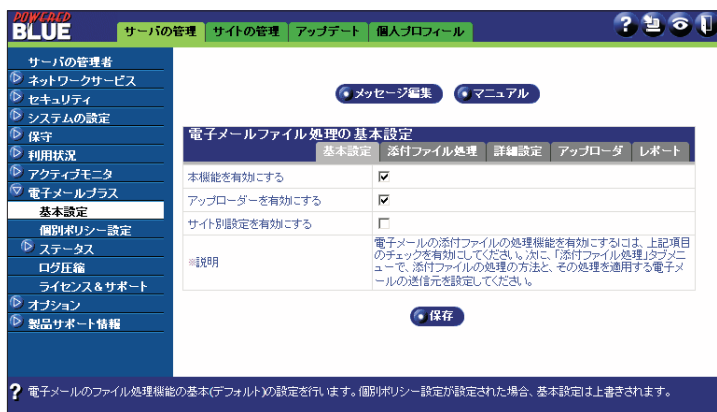 POWERED
BLUE
サーバの管理 サイトの管理 アップデート 個人プロフィール
サーバの管理者
ネットワークサービス
セキュリティ
システムの設定
保守
利用状況
アクティブモニタ
電子メールプラス
基本設定
個別ポリシー設定
ステータス
ログ圧縮
ライセンス&サポート
オプション
製品サポート情報
メッセージ編集 マニュアル
電子メールファイル処理の基本設定
基本設定 添付ファイル処理 詳細設定 アップローダ レポート
本機能を有効にする
アップローダーを有効にする
サイト別設定を有効にする
※説明
電子メールの添付ファイルの処理機能を有効にするには、上記項目
のチェックを有効にしてください。次に、「添付ファイル処理」タブメニ
ューで、添付ファイルの処理の方法と、その処理を適用する電子メ
ールの送信元を設定してください。
保存
? 電子メールのファイル処理機能の基本(デフォルト)の設定を行います。個別ポリシー設定が設定された場合、基本設定は上書きされます。